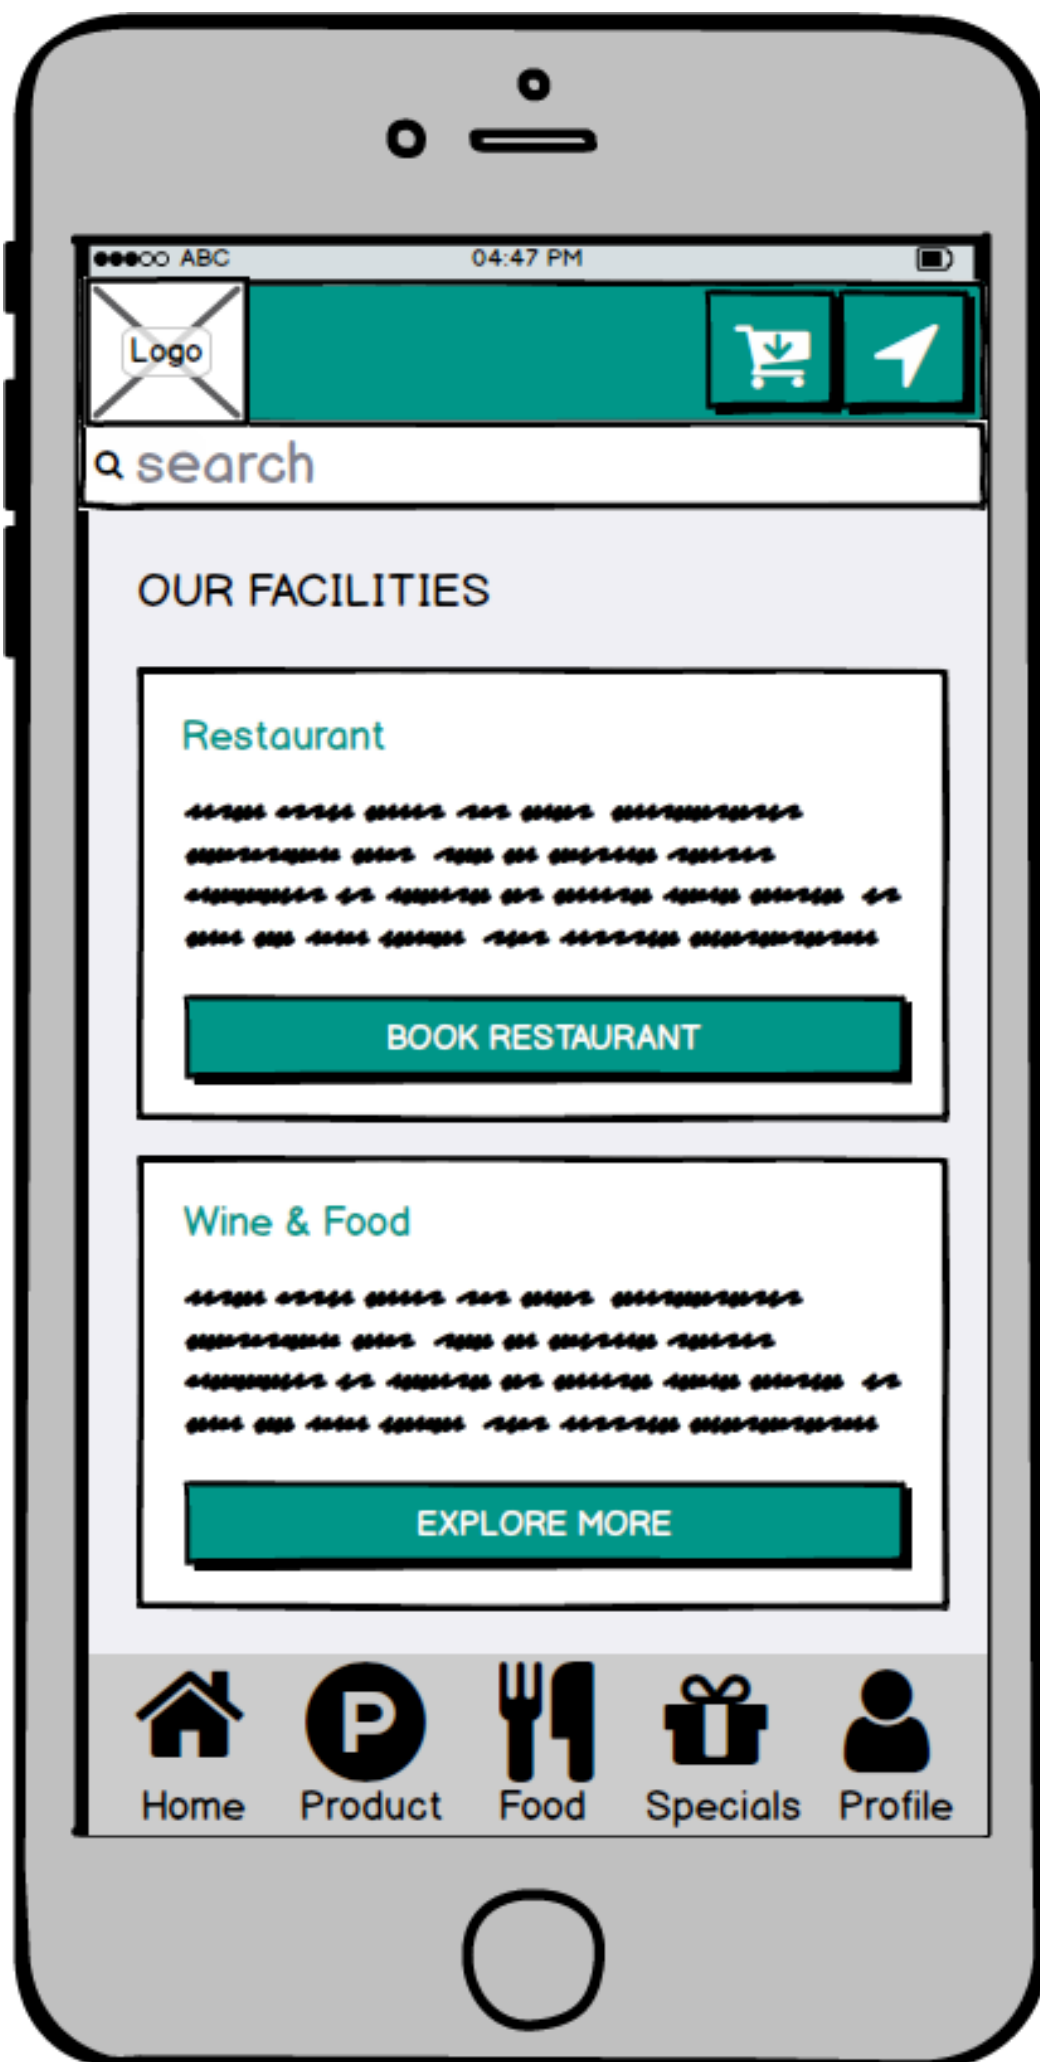 ABC 04:47 PM
Logo
search
OUR FACILITIES
Restaurant
BOOK RESTAURANT
Wine & Food
EXPLORE MORE
P
Home Product Food Specials Profile